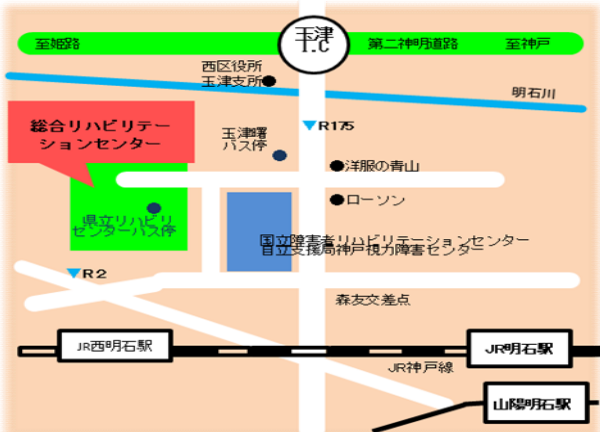 玉津
I.C
至姫路
第二神明道路
至神戸
西区役所
玉津支所
明石川
総合リハビリテー
ションセンター
玉津曙
バス停
R175
洋服の青山
ローソン
県立リハビリ
センターバス停
国立障害者リハビリテーションセンター
自立支援局神戸視力障害センター
R2
森友交差点
JR西明石駅
JR明石駅
JR神戸線
山陽明石駅